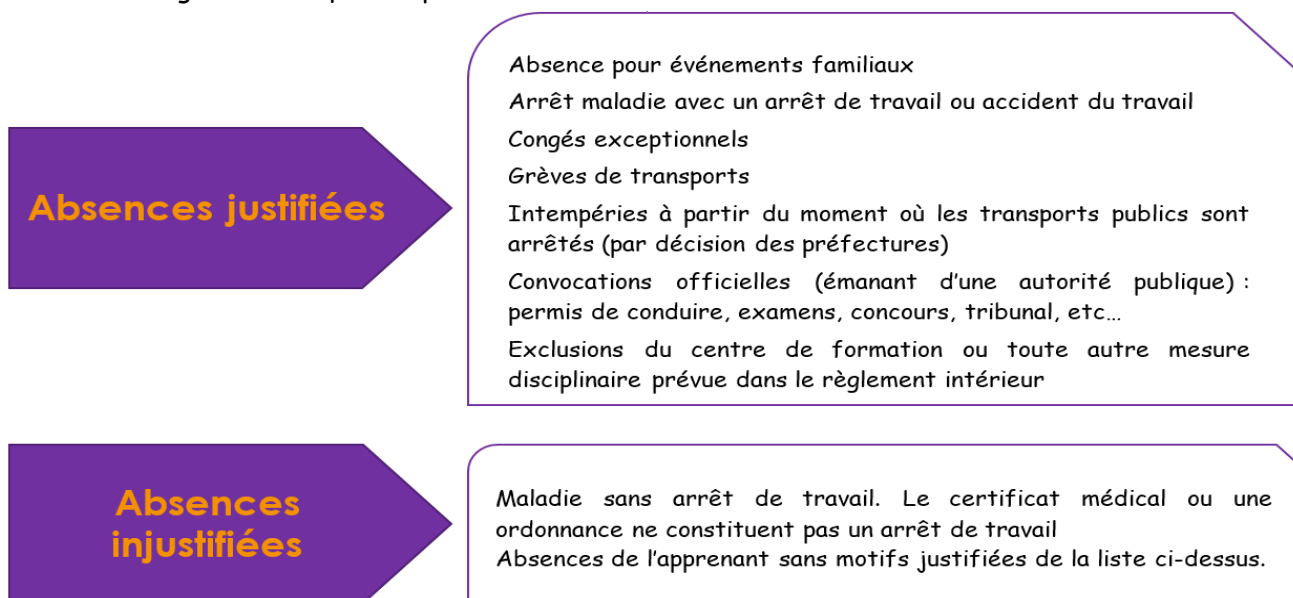 Absence pour événements familiaux
Arrêt maladie avec un arrêt de travail ou accident du travail
Congés exceptionnels
Grèves de transports
Absences justifiées
Intempéries à partir du moment où les transports publics sont
arrêtés (par décision des préfectures)
Convocations officielles (émanant d'une autorité publique) :
permis de conduire, examens, concours, tribunal, etc…
Exclusions du centre de formation ou toute autre mesure
disciplinaire prévue dans le règlement intérieur
Absences
injustifiées
Maladie sans arrêt de travail. Le certificat médical ou une
ordonnance ne constituent pas un arrêt de travail
Absences de l'apprenant sans motifs justifiées de la liste ci-dessus.